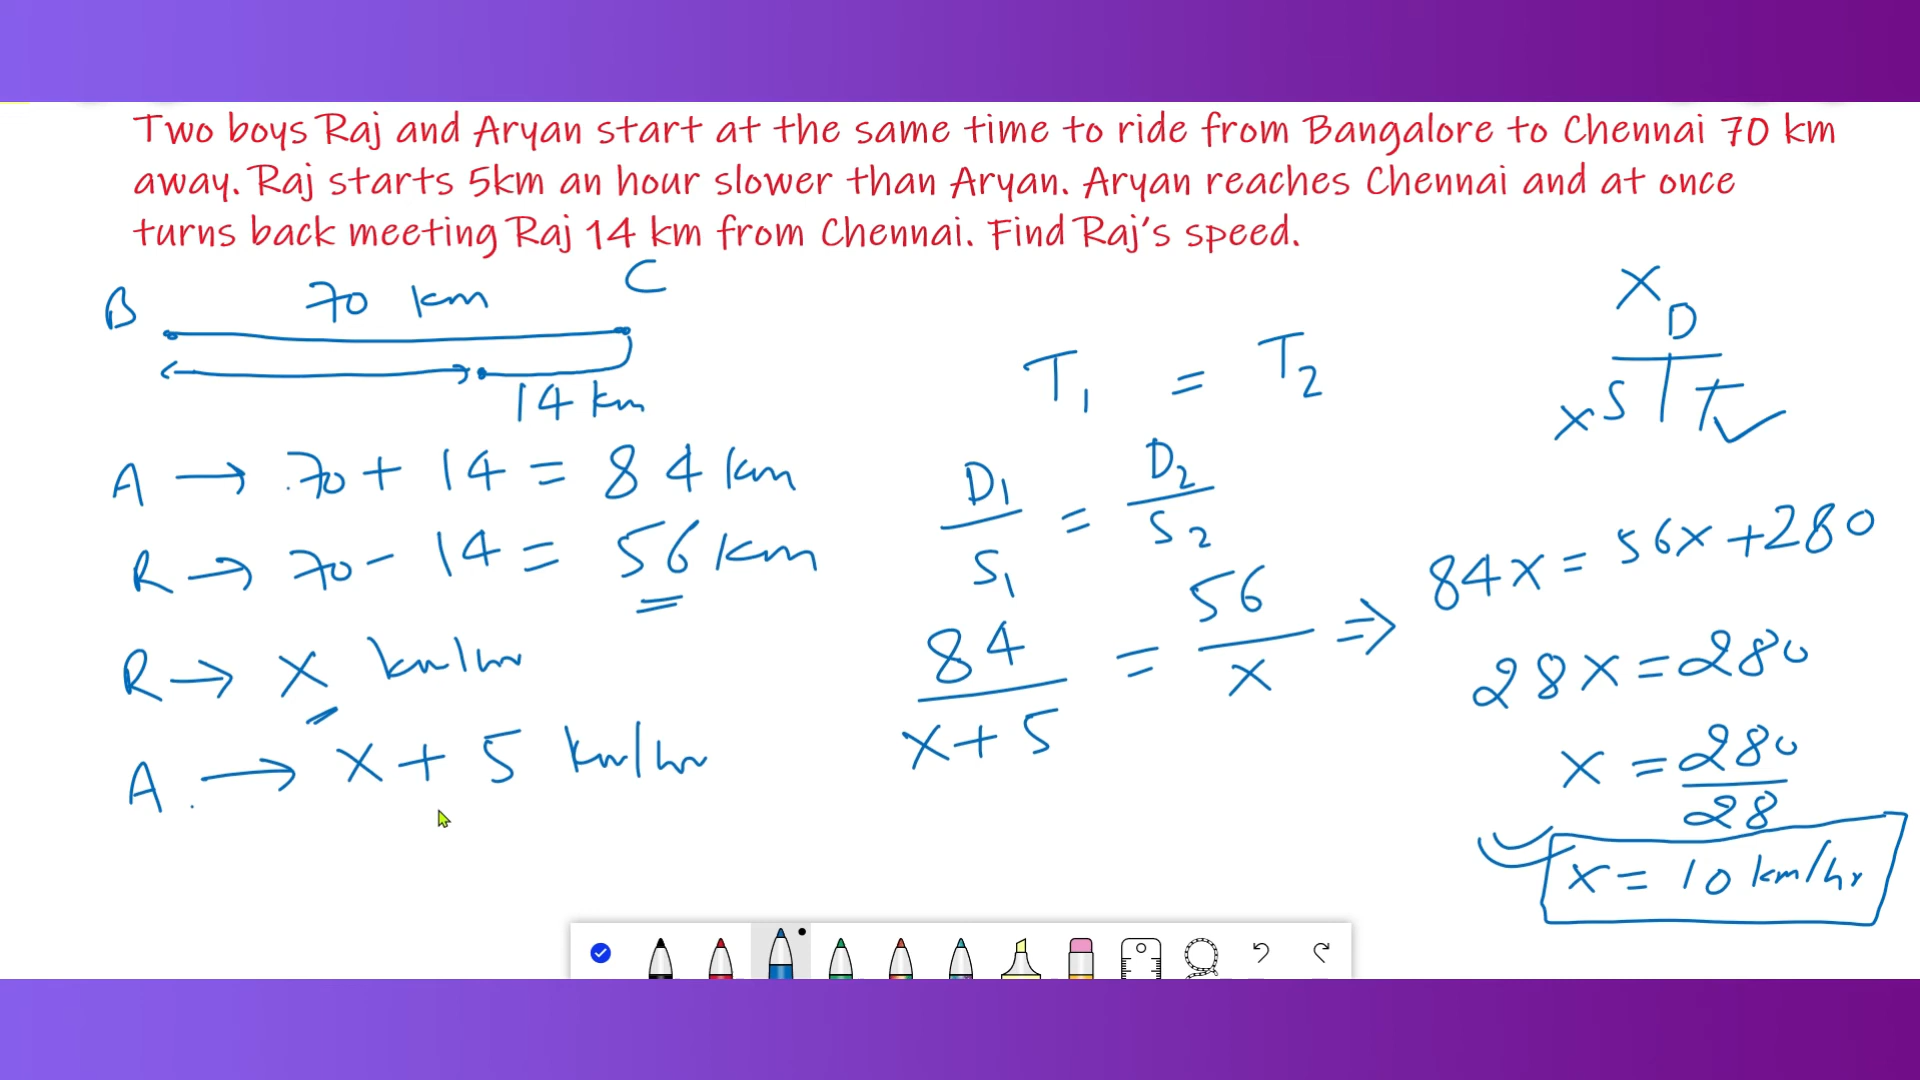 Two boys Raj and Aryan start at the same time to ride from Bangalore to Chennai 70 km
away. Raj starts 5km an hour slower than Aryan. Aryan reaches Chennai and at once
turns back meeting Raj 14 km from Chennai. Find Raj's speed.
B 70 km C
14 km
A → 70 + 14 = 84 km
R → 70 - 14 = 56 km
R → x km/hr
A → x + 5 km/hr
T1 = T2
D1/S1 = D2/S2
84/x+5 = 56/x ⇒
x D
x S | T ✓
84x = 56x + 280
28x = 280
x = 280/28
x = 10 km/hr